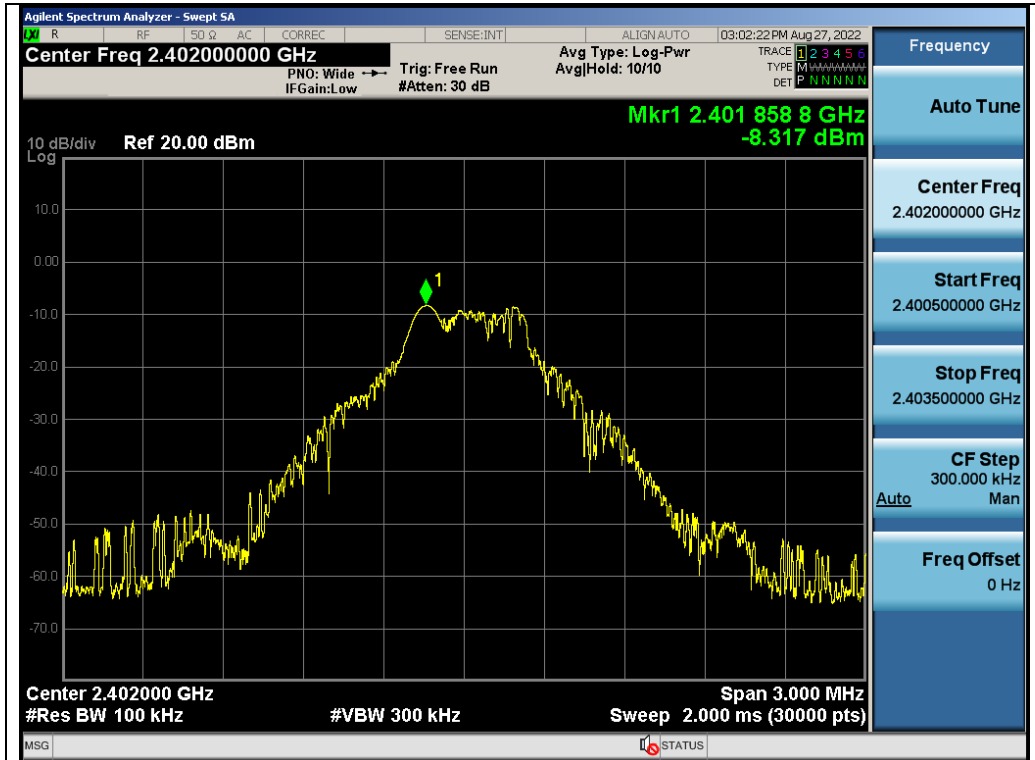 Agilent Spectrum Analyzer - Swept SA
LXI R RF 50 Ω AC CORREC SENSE:INT ALIGN AUTO 03:02:22 PM Aug 27, 2022
Center Freq 2.402000000 GHz
PNO: Wide
IFGain:Low
Trig: Free Run
#Atten: 30 dB
Avg Type: Log-Pwr
Avg|Hold: 10/10
TRACE 1 2 3 4 5 6
TYPE M WWWWW
DET P N N N N N
Mkr1 2.401 858 8 GHz
-8.317 dBm
10 dB/div Ref 20.00 dBm
Log
10.0
0.00
-10.0
-20.0
-30.0
-40.0
-50.0
-60.0
-70.0
1
Center 2.402000 GHz Span 3.000 MHz
#Res BW 100 kHz #VBW 300 kHz Sweep 2.000 ms (30000 pts)
MSG STATUS
Frequency
Auto Tune
Center Freq
2.402000000 GHz
Start Freq
2.400500000 GHz
Stop Freq
2.403500000 GHz
CF Step
300.000 kHz
Auto Man
Freq Offset
0 Hz